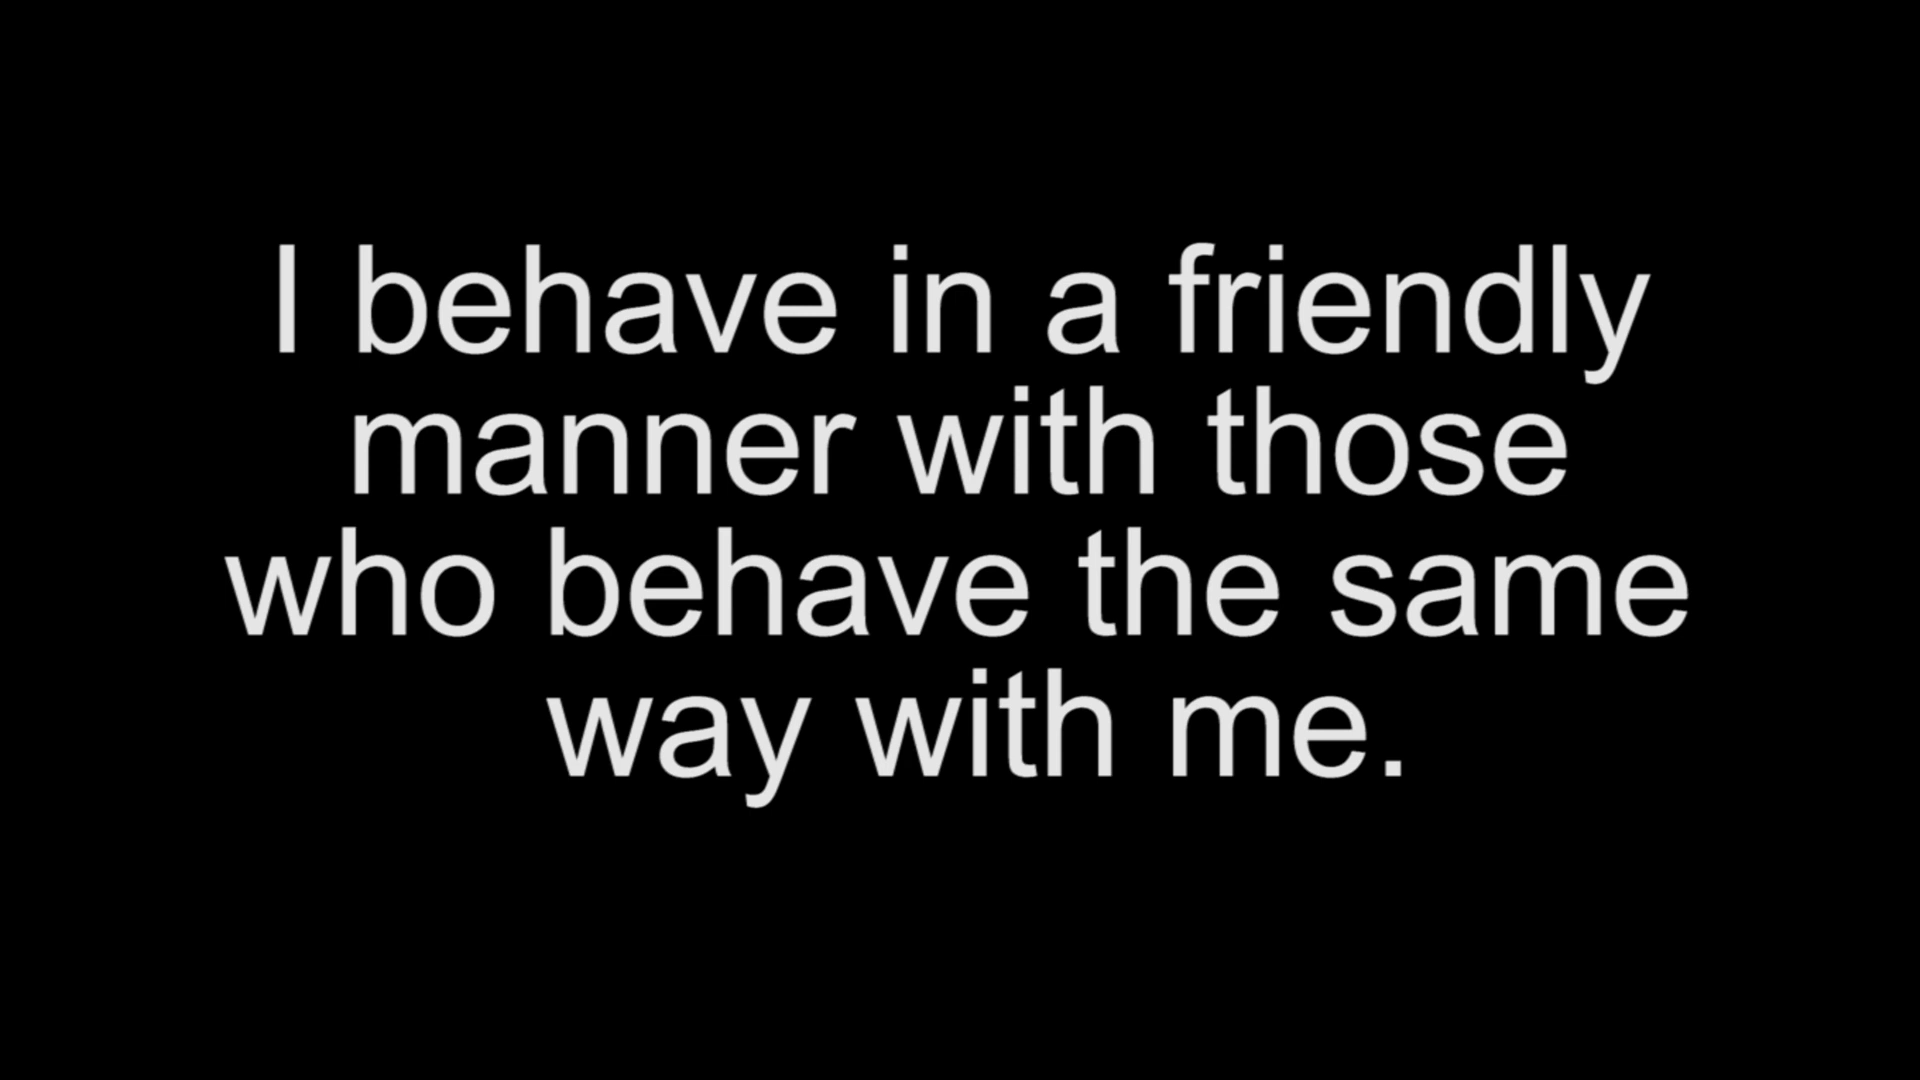 I behave in a friendly
manner with those
who behave the same
way with me.